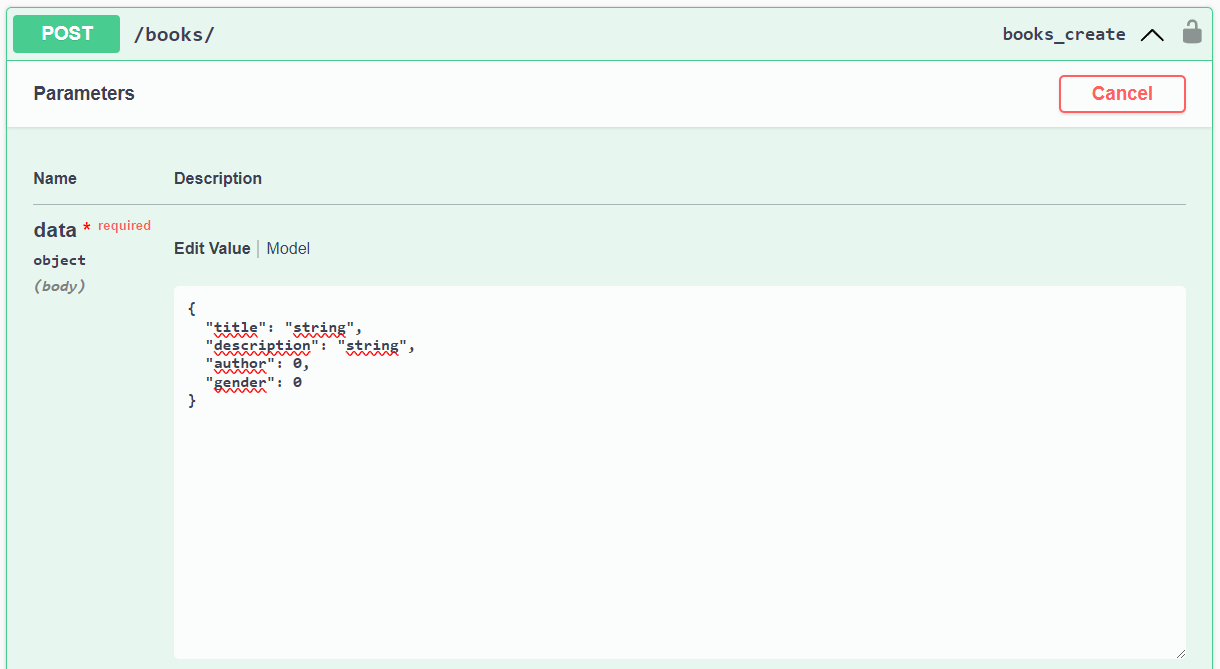 POST /books/ books_create
Parameters Cancel
Name Description
data * required
object
(body)
Edit Value | Model
{
  "title": "string",
  "description": "string",
  "author": 0,
  "gender": 0
}